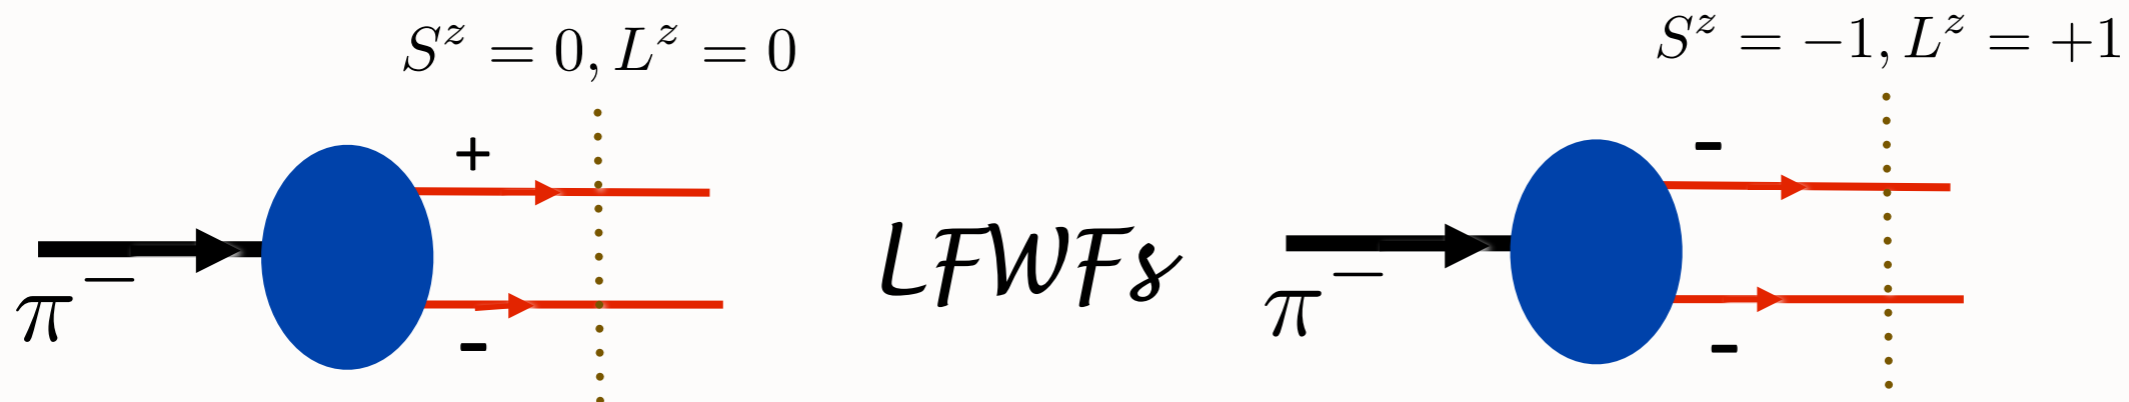 S^z = 0, L^z = 0
+
-
π^-
LFWFs
S^z = -1, L^z = +1
-
-
π^-